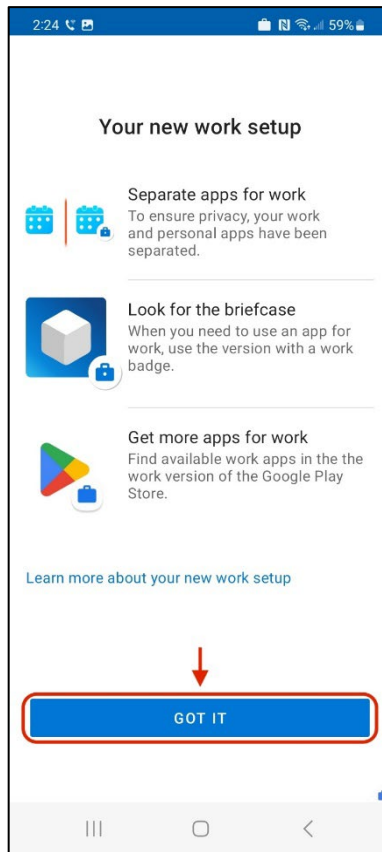 2:24 59%
Your new work setup
Separate apps for work
To ensure privacy, your work
and personal apps have been
separated.
Look for the briefcase
When you need to use an app for
work, use the version with a work
badge.
Get more apps for work
Find available work apps in the the
work version of the Google Play
Store.
Learn more about your new work setup
GOT IT